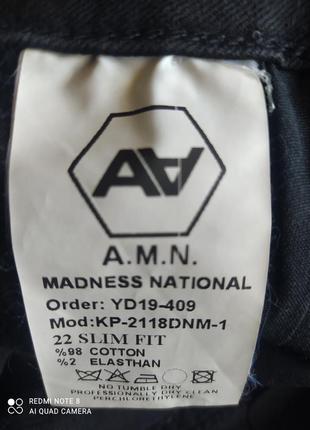 A.M.N.
MADNESS NATIONAL
Order: YD19-409
Mod:KP-2118DNM-1
22 SLIM FIT
%98 COTTON
%2 ELASTHAN
NO TUMBLE DRY
PROFESSIONALLY DRY CLEAN
PERCHLORETHYLENE
REDMI NOTE 8
AI QUAD CAMERA